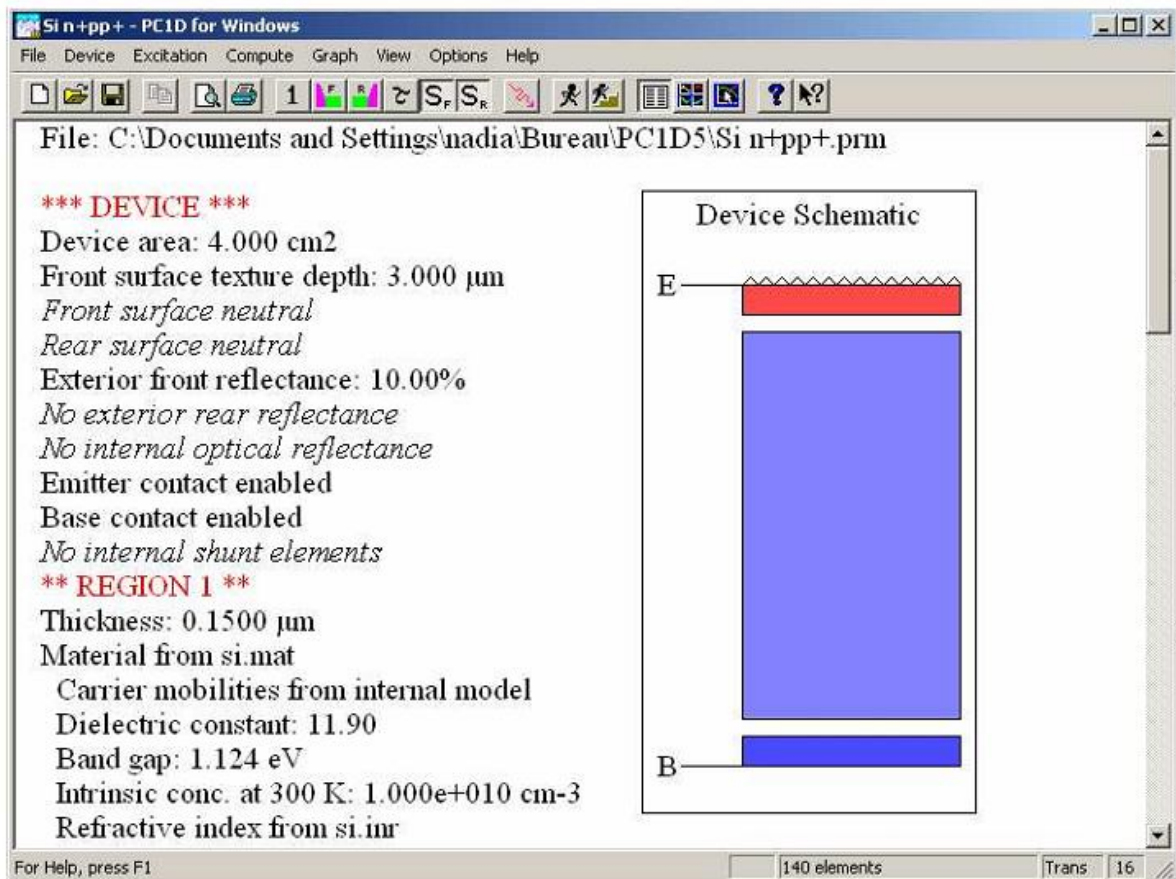 Si n+pp+ - PC1D for Windows
File Device Excitation Compute Graph View Options Help
1 F R τ SF SR ? ?
File: C:\Documents and Settings\nadia\Bureau\PC1D5\Si n+pp+.prm
*** DEVICE ***
Device area: 4.000 cm2
Front surface texture depth: 3.000 µm
Front surface neutral
Rear surface neutral
Exterior front reflectance: 10.00%
No exterior rear reflectance
No internal optical reflectance
Emitter contact enabled
Base contact enabled
No internal shunt elements
** REGION 1 **
Thickness: 0.1500 µm
Material from si.mat
Carrier mobilities from internal model
Dielectric constant: 11.90
Band gap: 1.124 eV
Intrinsic conc. at 300 K: 1.000e+010 cm-3
Refractive index from si.inr
Device Schematic
E
B
For Help, press F1
140 elements
Trans 16